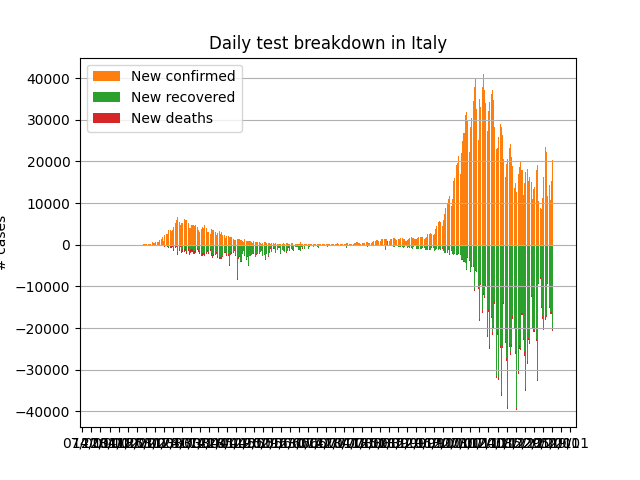 Daily test breakdown in Italy
New confirmed
New recovered
New deaths
40000
30000
20000
10000
0
−10000
−20000
−30000
−40000
# cases